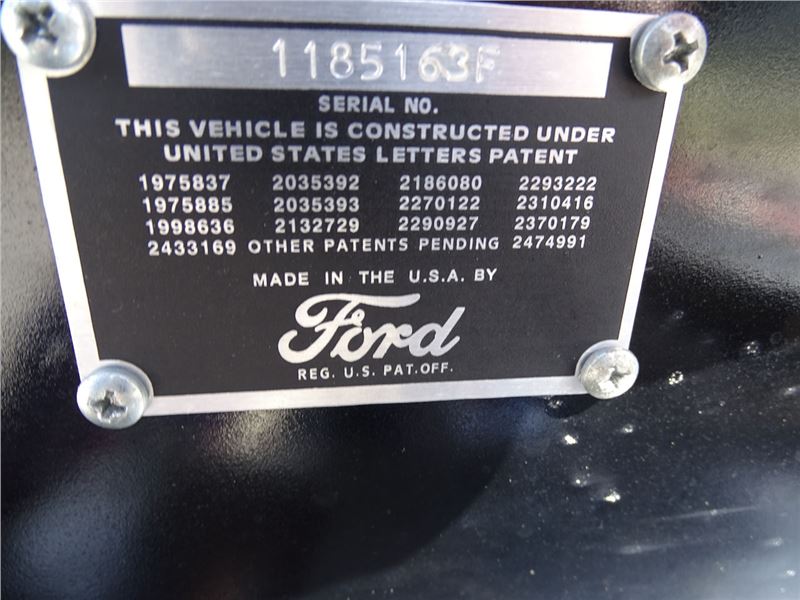 1185163F
SERIAL NO.
THIS VEHICLE IS CONSTRUCTED UNDER
UNITED STATES LETTERS PATENT
1975837 2035392 2186080 2293222
1975885 2035393 2270122 2310416
1998636 2132729 2290927 2370179
2433169 OTHER PATENTS PENDING 2474991
MADE IN THE U.S.A. BY
Ford
REG. U.S. PAT.OFF.